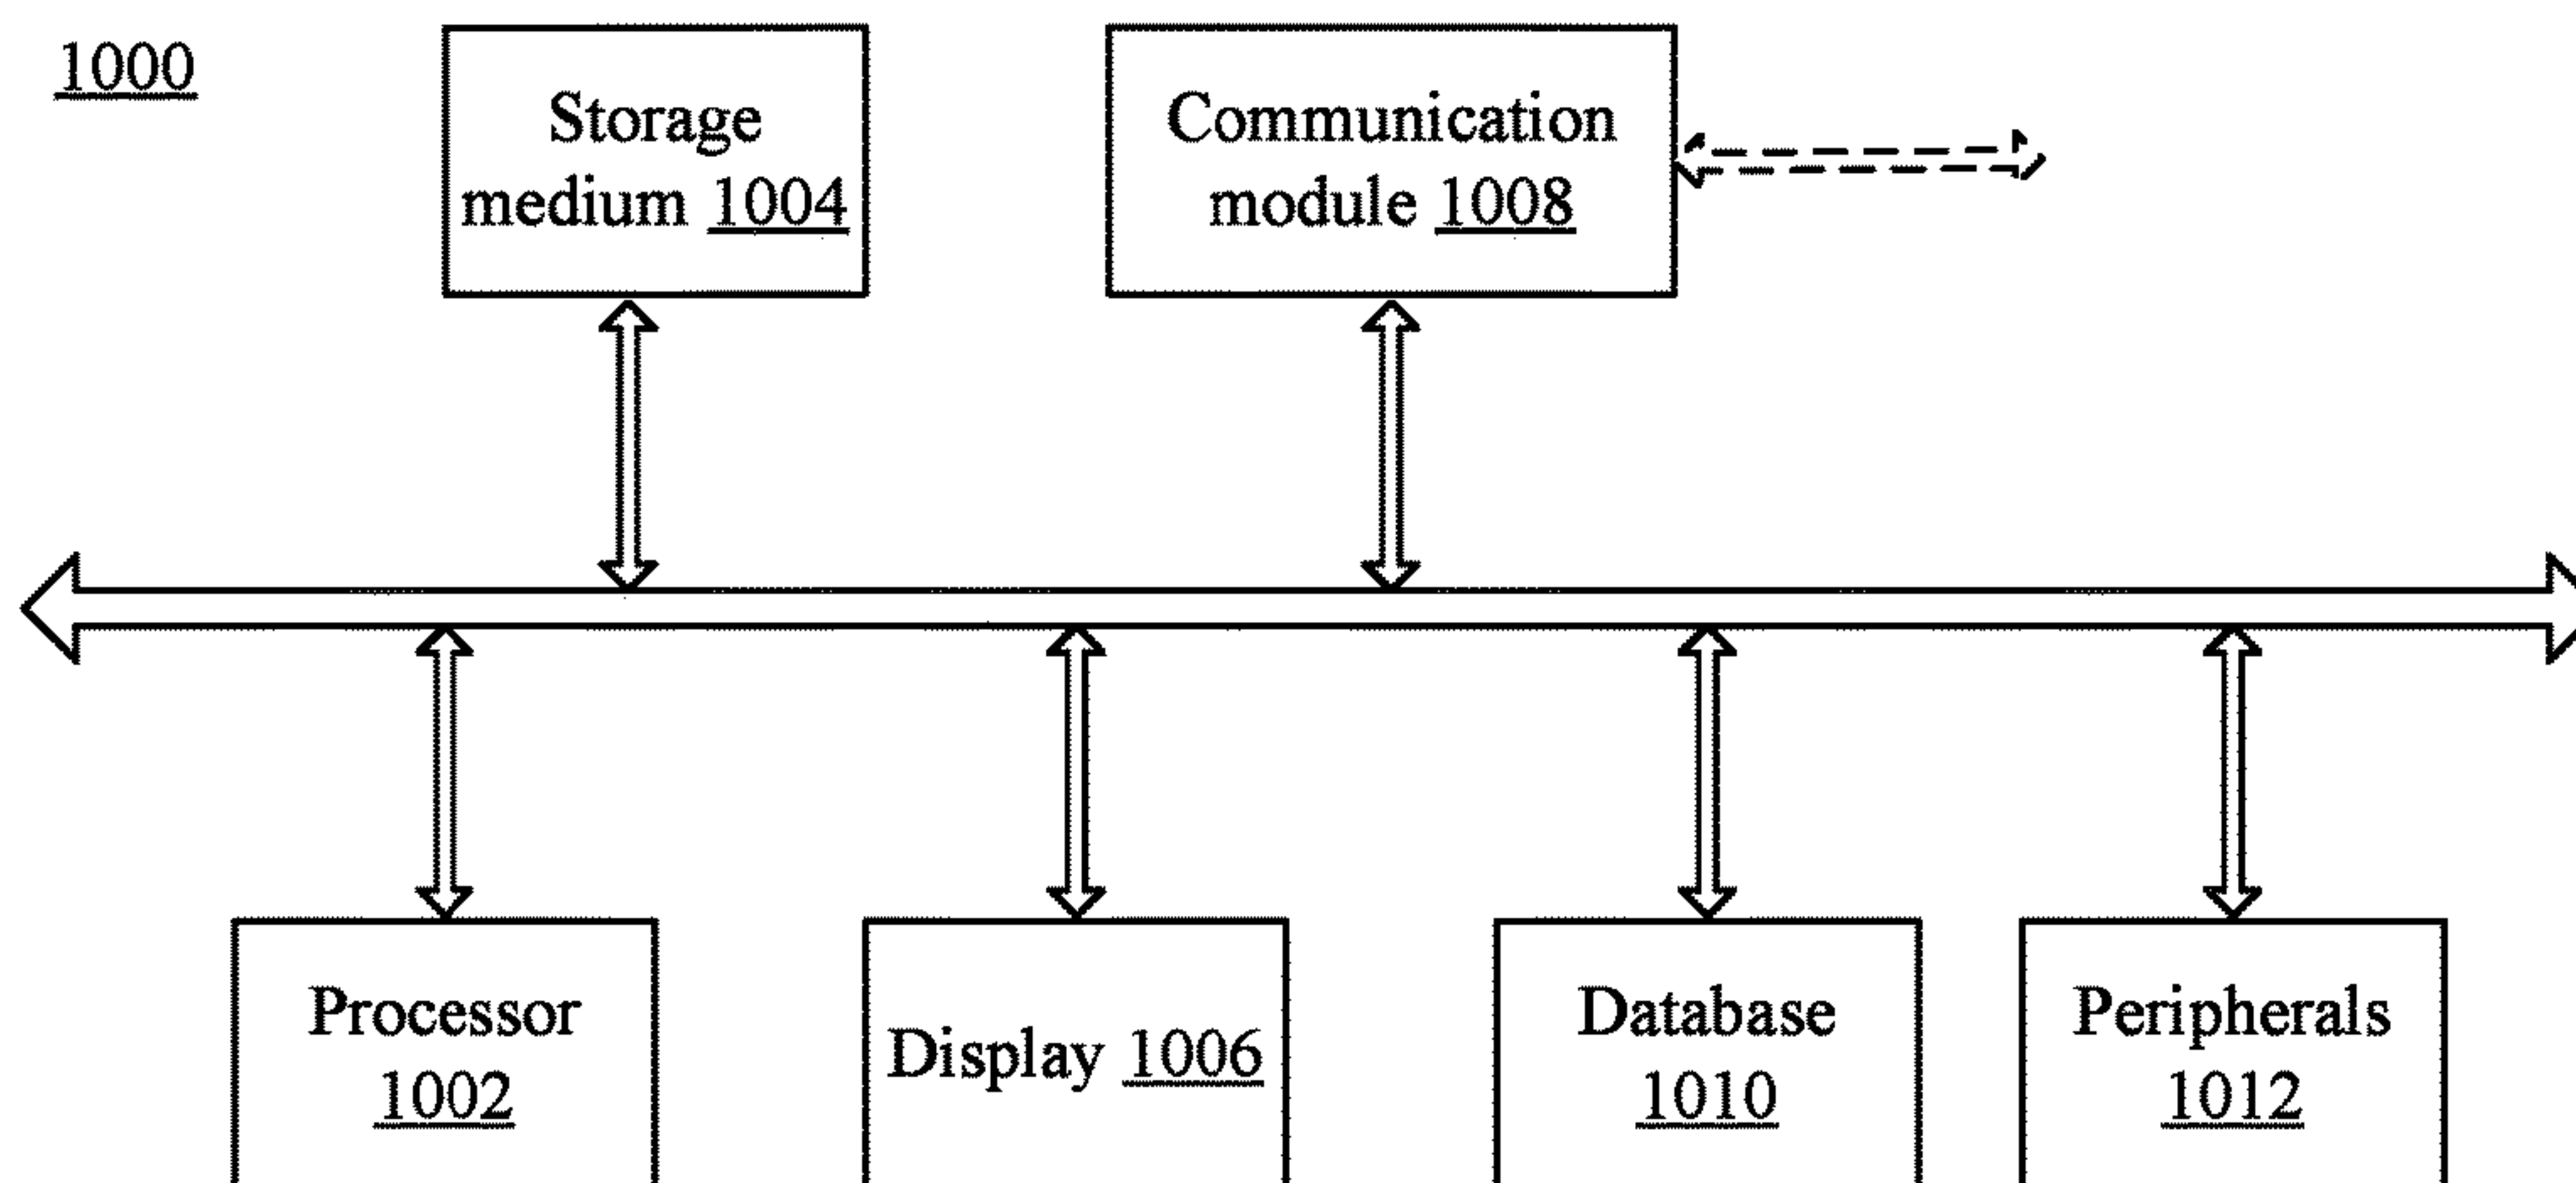 1000
Storage
medium 1004
Communication
module 1008
Processor
1002
Display 1006
Database
1010
Peripherals
1012